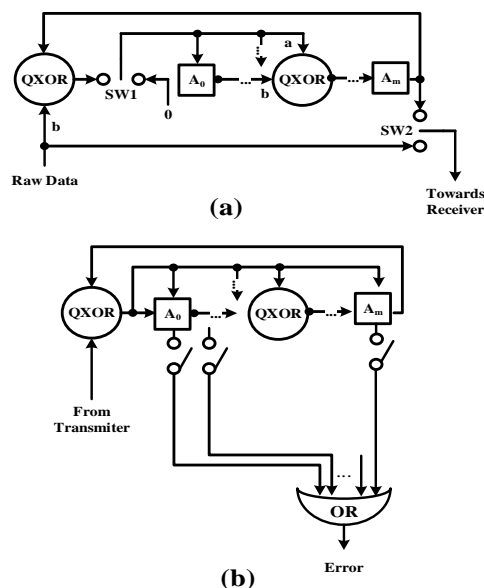 a
QXOR
SW1
A0
...
b
QXOR
...
Am
0
b
SW2
Raw Data
Towards
Receiver
(a)
QXOR
A0
...
QXOR
...
Am
From
Transmiter
...
OR
Error
(b)